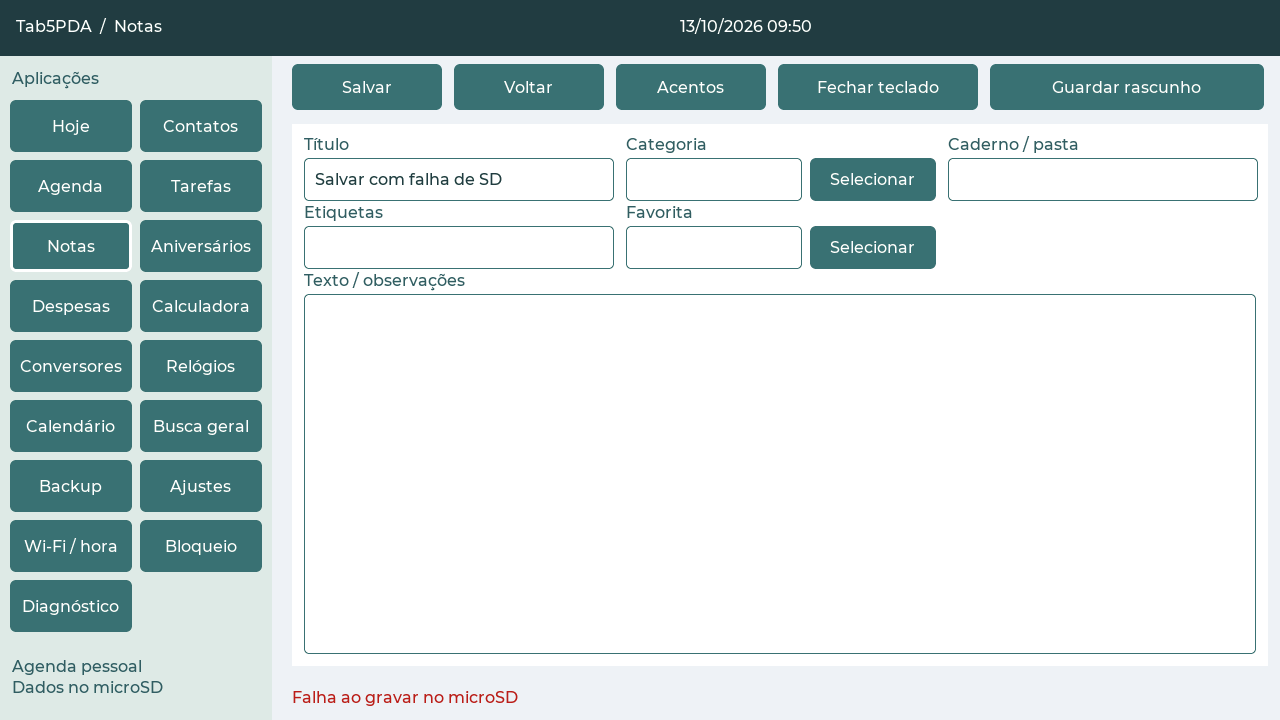 Tab5PDA / Notas
13/10/2026 09:50
Aplicações
Hoje
Contatos
Agenda
Tarefas
Notas
Aniversários
Despesas
Calculadora
Conversores
Relógios
Calendário
Busca geral
Backup
Ajustes
Wi-Fi / hora
Bloqueio
Diagnóstico
Agenda pessoal
Dados no microSD
Salvar
Voltar
Acentos
Fechar teclado
Guardar rascunho
Título
Categoria
Caderno / pasta
Salvar com falha de SD
Selecionar
Etiquetas
Favorita
Selecionar
Texto / observações
Falha ao gravar no microSD